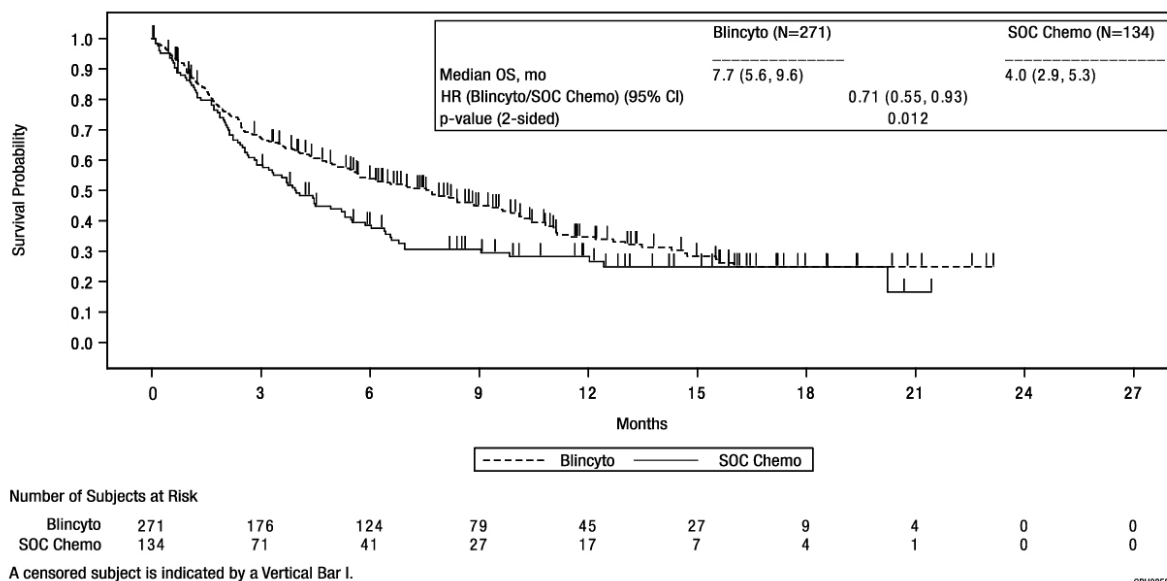 Blincyto (N=271) SOC Chemo (N=134)
Median OS, mo 7.7 (5.6, 9.6) 4.0 (2.9, 5.3)
HR (Blincyto/SOC Chemo) (95% CI) 0.71 (0.55, 0.93)
p-value (2-sided) 0.012
Survival Probability
1.0
0.9
0.8
0.7
0.6
0.5
0.4
0.3
0.2
0.1
0.0
0 3 6 9 12 15 18 21 24 27
Months
Blincyto SOC Chemo
Number of Subjects at Risk
Blincyto 271 176 124 79 45 27 9 4 0 0
SOC Chemo 134 71 41 27 17 7 4 1 0 0
A censored subject is indicated by a Vertical Bar I.